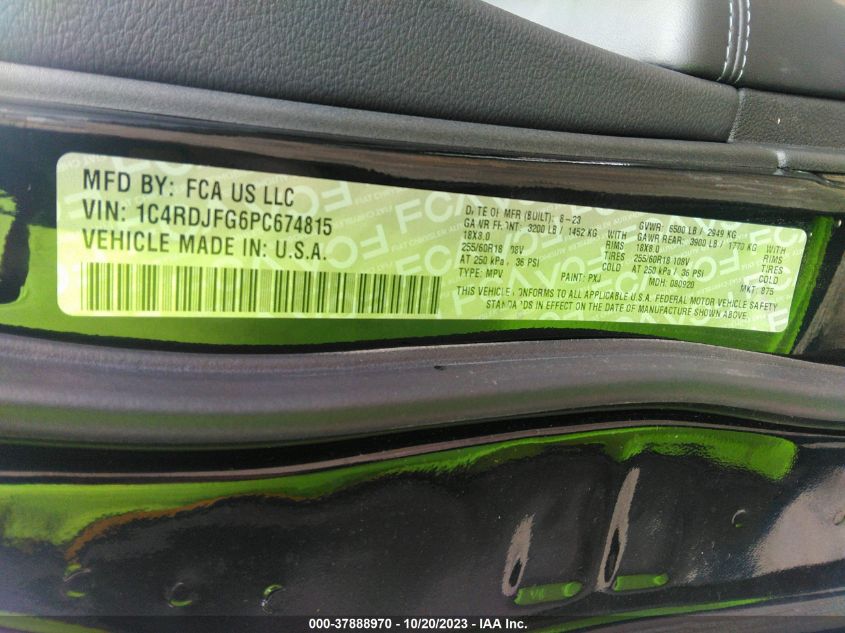 MFD BY: FCA US LLC
VIN: 1C4RDJFG6PC674815
VEHICLE MADE IN: U.S.A.
DATE OF MFR (BUILT): 8-23 GVWR: 6500 LB / 2949 KG
GAWR FRONT: 3200 LB / 1452 KG WITH GAWR REAR: 3900 LB / 1770 KG WITH
18X8.0 RIMS 18X8.0 RIMS
255/60R18 108V TIRES 255/60R18 108V TIRES
AT 250 kPa / 36 PSI COLD AT 250 kPa / 36 PSI COLD
TYPE: MPV PAINT: PXJ MDH: 080920 MKT: 875
THIS VEHICLE CONFORMS TO ALL APPLICABLE U.S.A. FEDERAL MOTOR VEHICLE SAFETY
STANDARDS IN EFFECT ON THE DATE OF MANUFACTURE SHOWN ABOVE.
000-37888970 | 10/20/2023 | IAA Inc.